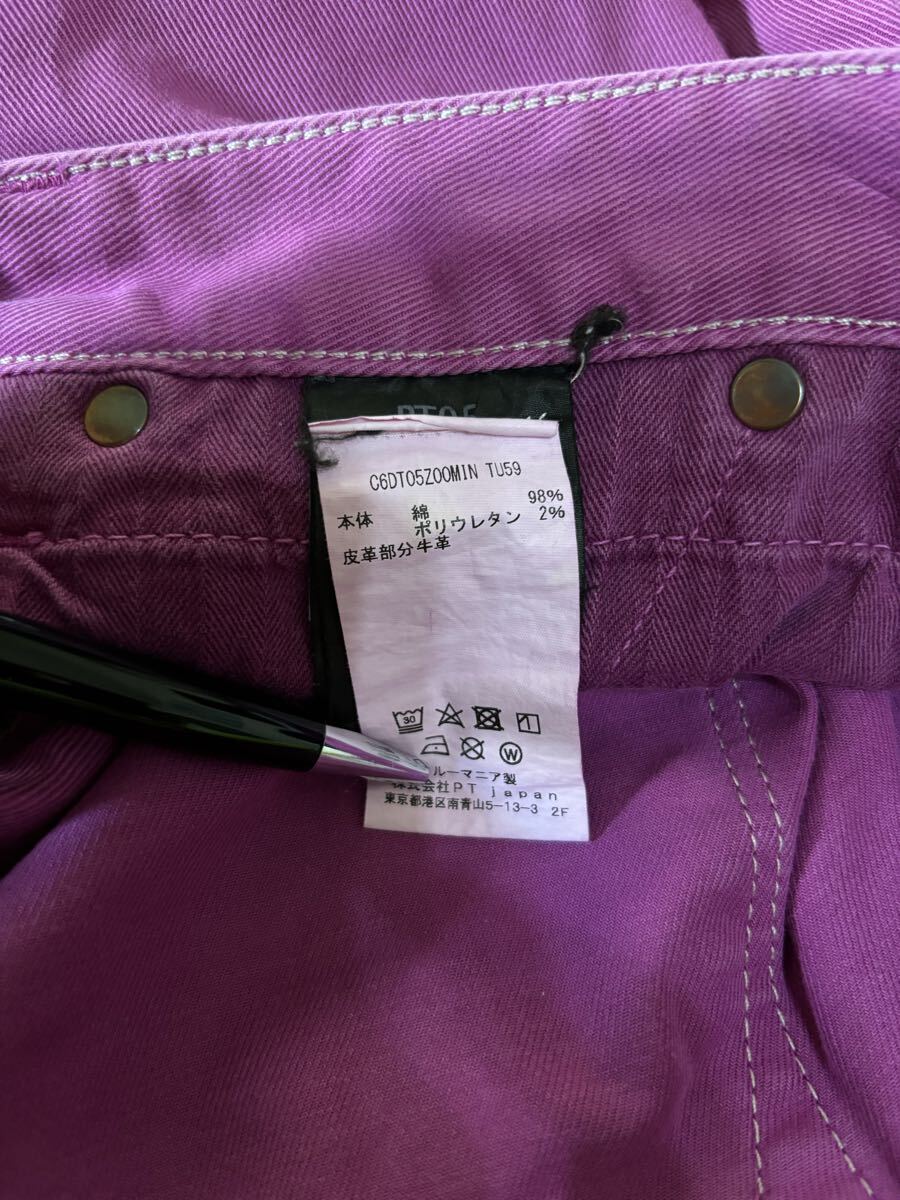 PT05
C6DT05Z00MIN TU59
98%
本体 綿
ポリウレタン 2%
皮革部分牛革
30
W
ルーマニア製
株式会社PT japan
東京都港区南青山5-13-3 2F